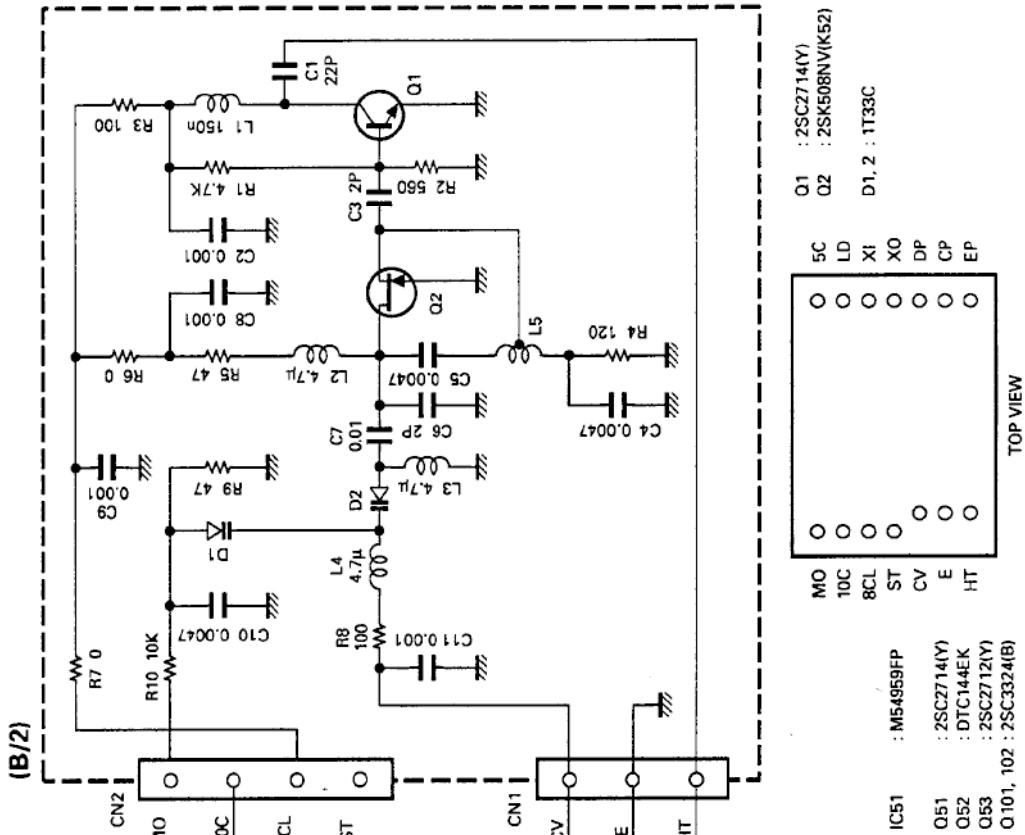 (B/2)
CN2
MO
0C
CL
ST
R7 0
R10 10K
C10 0.0047
C9
0.001
R9 47
D1
L4
4.7μ
R8
100
C11 0.001
D2
L3 4.7μ
C7
0.01
C6 2P
C5 0.0047
L2 4.7μ
R5 47
R6 0
C8 0.001
C2 0.001
R1 4.7K
R3 100
L1 150n
C1
22P
Q1
R2 560
C3 2P
Q2
L5
R4 120
C4 0.0047
CN1
CV
E
HT
Q1 : 2SC2714(Y)
Q2 : 2SK508NV(K52)
D1, 2 : 1T33C
MO
10C
8CL
ST
CV
E
HT
5C
LD
XI
XO
DP
CP
EP
TOP VIEW
IC51 : M54959FP
Q51 : 2SC2714(Y)
Q52 : DTC144EK
Q53 : 2SC2712(Y)
Q101, 102 : 2SC3324(B)